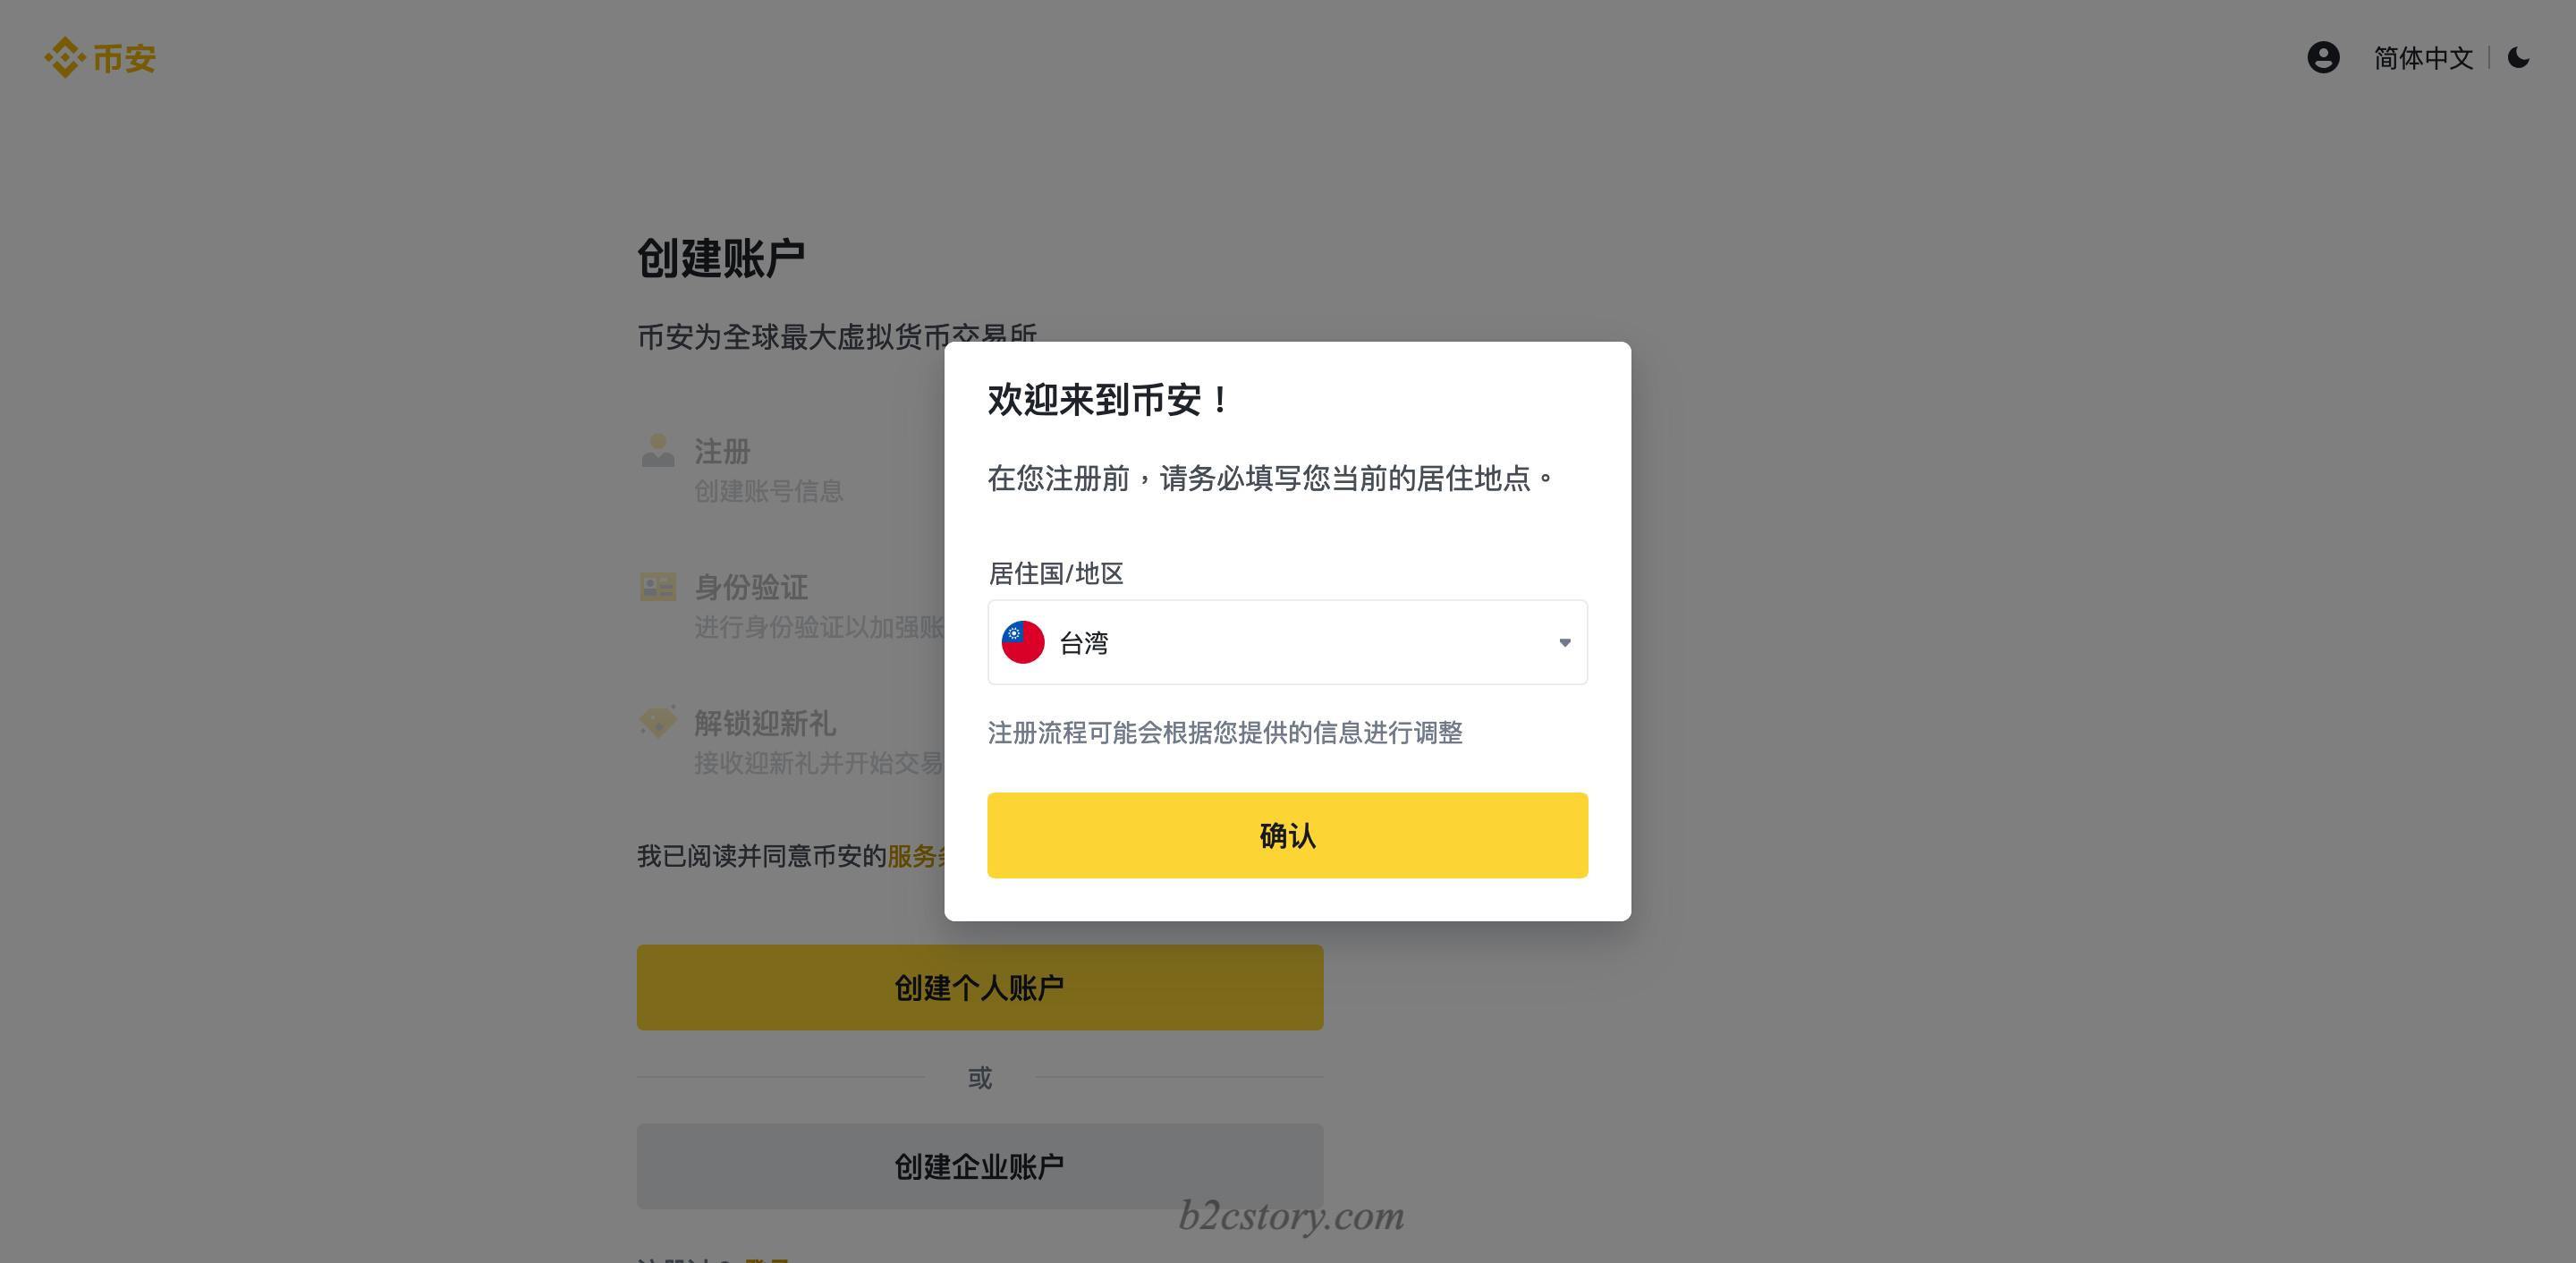 币安
简体中文
创建账户
币安为全球最大虚拟货币交易所
注册
创建账号信息
身份验证
进行身份验证以加强账
解锁迎新礼
接收迎新礼并开始交易
我已阅读并同意币安的服务
创建个人账户
或
创建企业账户
欢迎来到币安！
在您注册前，请务必填写您当前的居住地点。
居住国/地区
台湾
注册流程可能会根据您提供的信息进行调整
确认
b2cstory.com